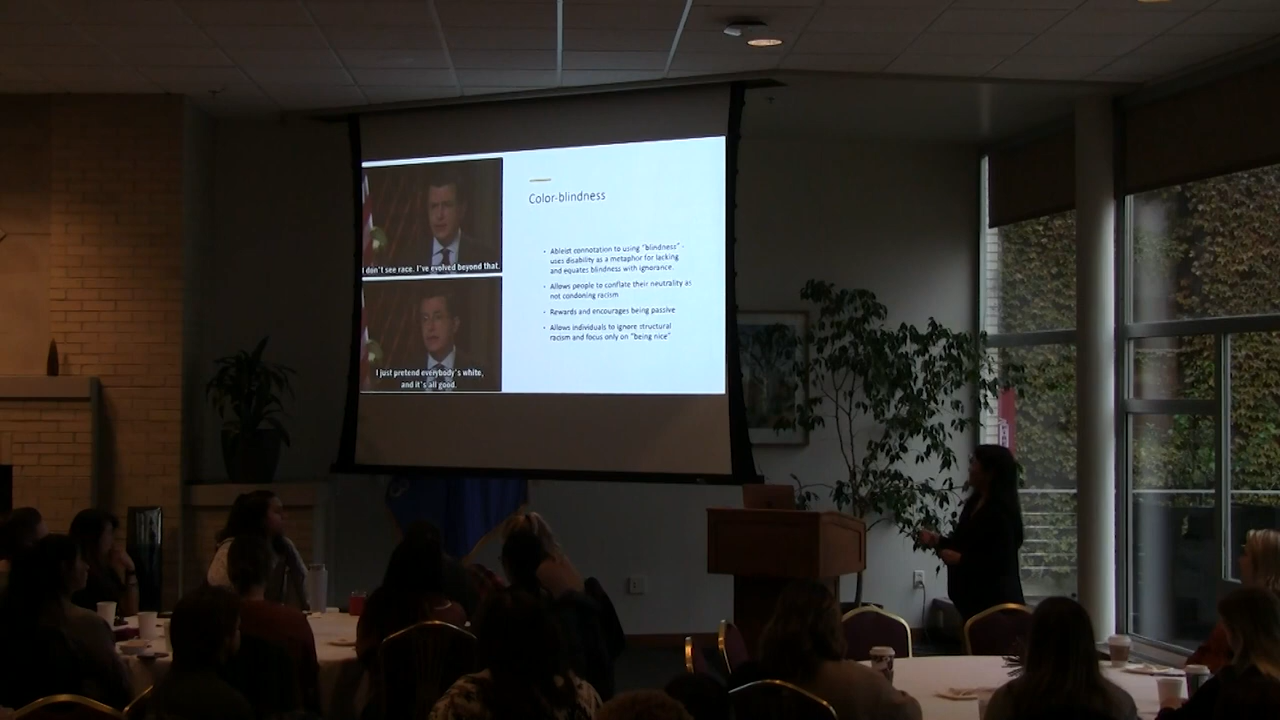 I don't see race. I've evolved beyond that.
I just pretend everybody's white,
and it's all good.
Color-blindness
• Ableist connotation to using "blindness" -
uses disability as a metaphor for lacking
and equates blindness with ignorance.
• Allows people to conflate their neutrality as
not condoning racism
• Rewards and encourages being passive
• Allows individuals to ignore structural
racism and focus only on "being nice"